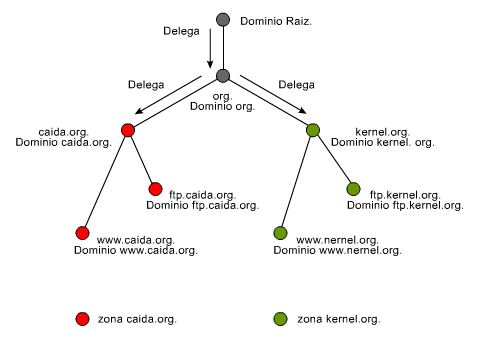 Dominio Raiz.
Delega
Delega
Delega
org.
Dominio org.
caida.org.
Dominio caida.org.
kernel.org.
Dominio kernel. org.
ftp.caida.org.
Dominio ftp.caida.org.
ftp.kernel.org.
Dominio ftp.kernel.org.
www.caida.org.
Dominio www.caida.org.
www.nernel.org.
Dominio www.nernel.org.
zona caida.org.
zona kernel.org.